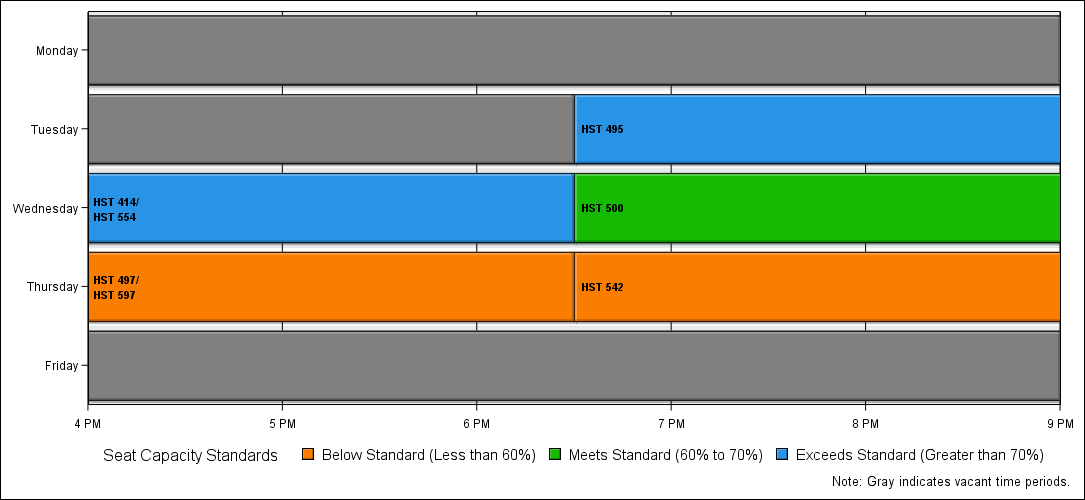 Monday
Tuesday
HST 495
Wednesday
HST 414/
HST 554
HST 500
Thursday
HST 497/
HST 597
HST 542
Friday
4 PM 5 PM 6 PM 7 PM 8 PM 9 PM
Seat Capacity Standards Below Standard (Less than 60%) Meets Standard (60% to 70%) Exceeds Standard (Greater than 70%)
Note: Gray indicates vacant time periods.